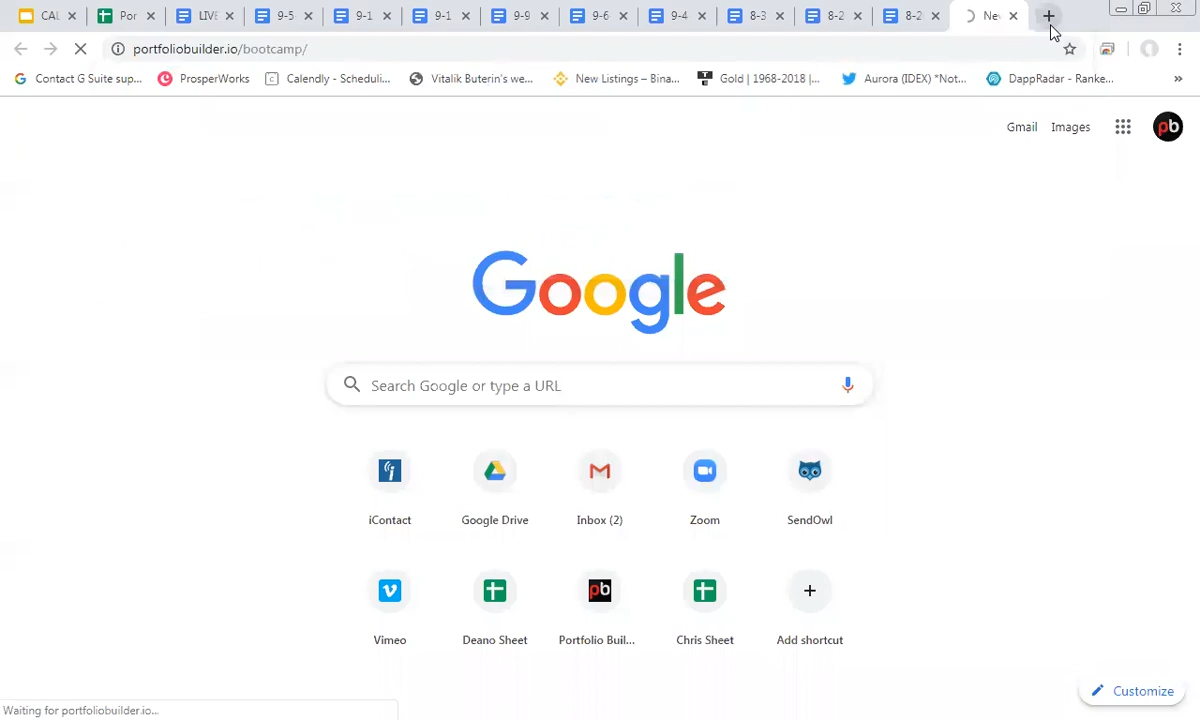 CAL Por LIVE 9-5 9-1 9-1 9-9 9-6 9-4 8-3 8-2 8-2 Ne
portfoliobuilder.io/bootcamp/
Contact G Suite sup... ProsperWorks Calendly - Scheduli... Vitalik Buterin's we... New Listings – Bina... Gold | 1968-2018 |... Aurora (IDEX) *Not... DappRadar - Ranke... »
Gmail Images pb
Google
Search Google or type a URL
iContact Google Drive Inbox (2) Zoom SendOwl
pb
Vimeo Deano Sheet Portfolio Buil... Chris Sheet Add shortcut
Customize
Waiting for portfoliobuilder.io...